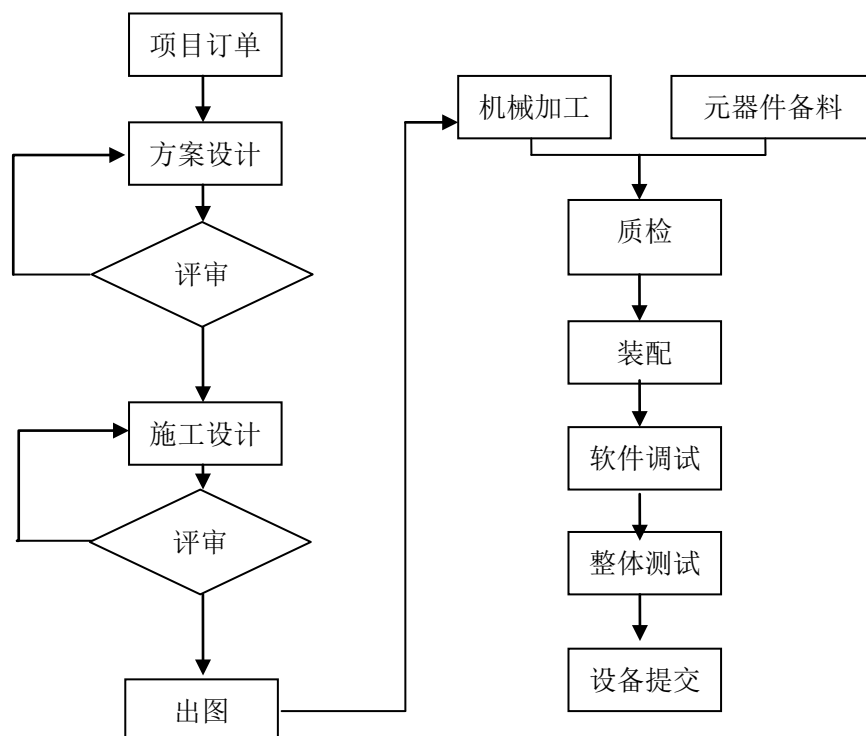 项目订单
方案设计
评审
施工设计
评审
出图
机械加工
元器件备料
质检
装配
软件调试
整体测试
设备提交